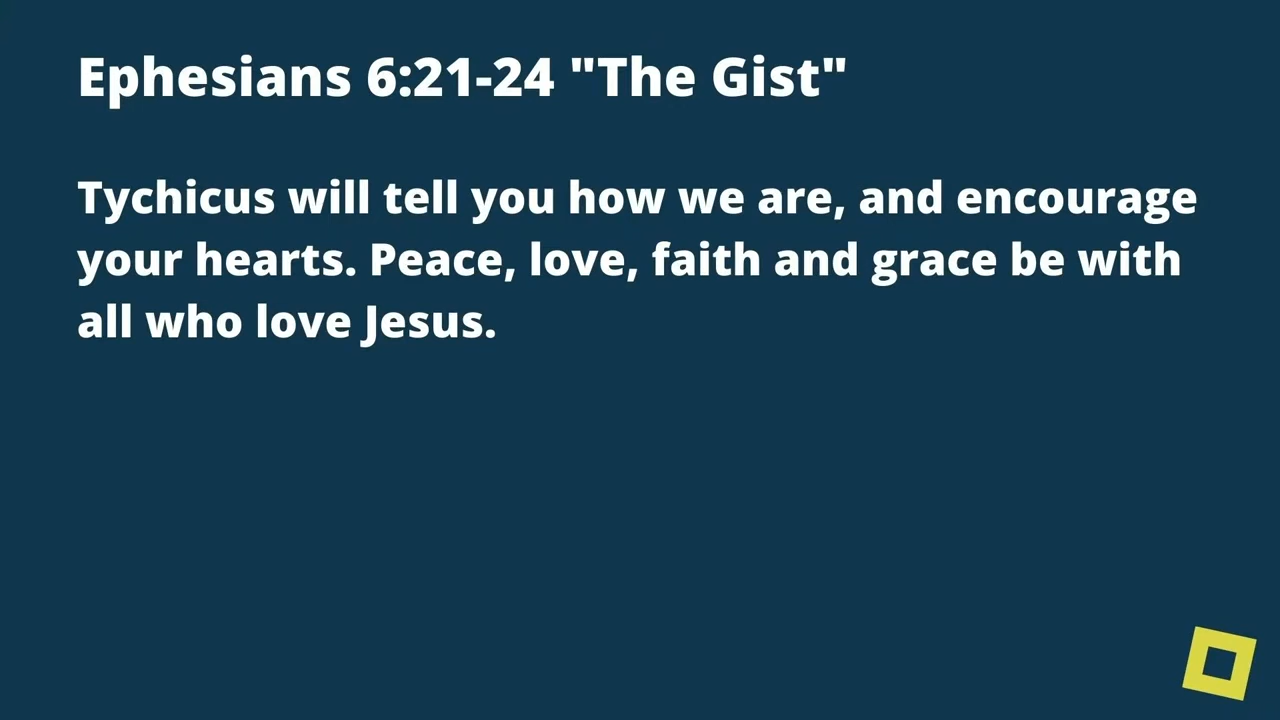 Ephesians 6:21-24 "The Gist"
Tychicus will tell you how we are, and encourage
your hearts. Peace, love, faith and grace be with
all who love Jesus.